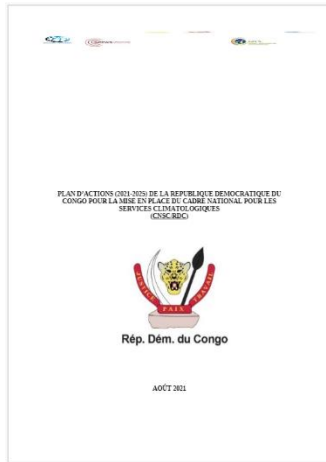 PLAN D'ACTIONS (2021-2025) DE LA REPUBLIQUE DEMOCRATIQUE DU
CONGO POUR LA MISE EN PLACE DU CADRE NATIONAL POUR LES
SERVICES CLIMATOLOGIQUES
(CNSC/RDC)
JUSTICE
PAIX
TRAVAIL
Rép. Dém. du Congo
AOÛT 2021